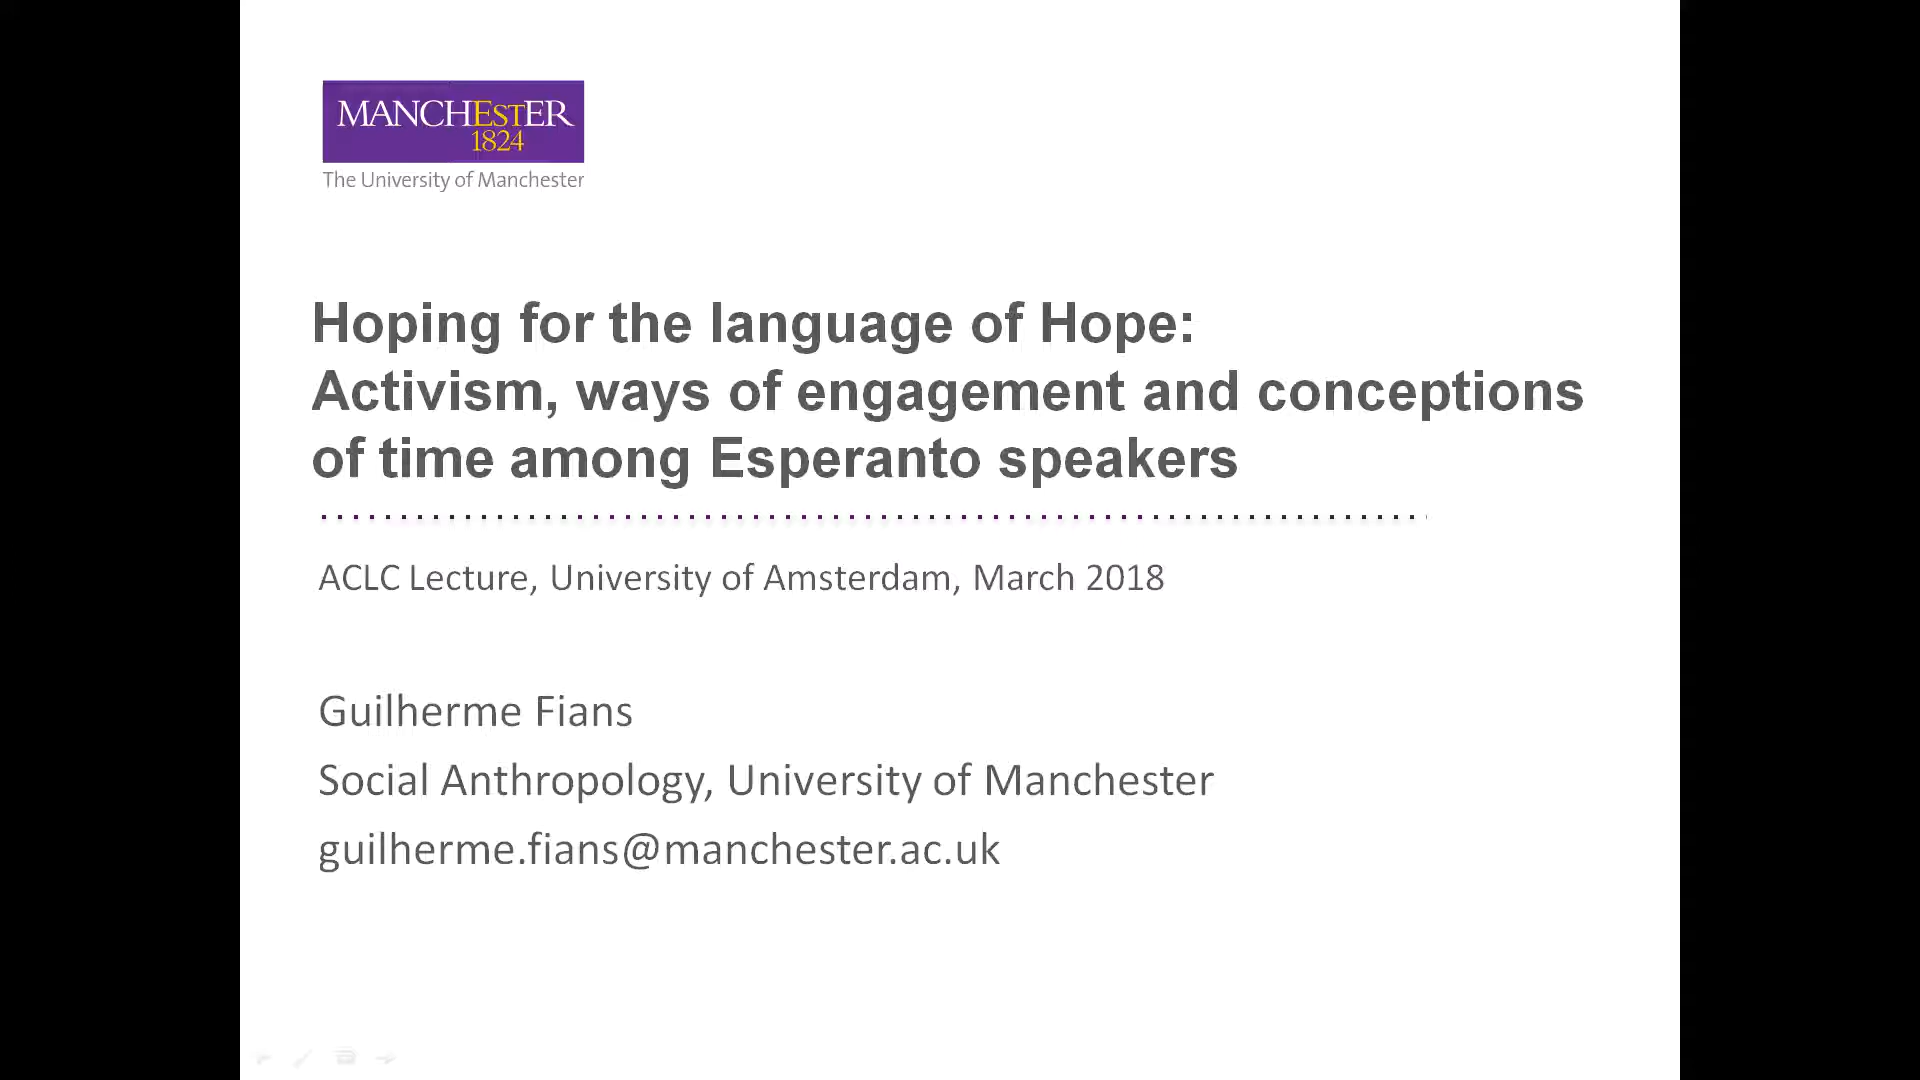 MANCHESTER
1824
The University of Manchester
Hoping for the language of Hope:
Activism, ways of engagement and conceptions
of time among Esperanto speakers
ACLC Lecture, University of Amsterdam, March 2018
Guilherme Fians
Social Anthropology, University of Manchester
guilherme.fians@manchester.ac.uk